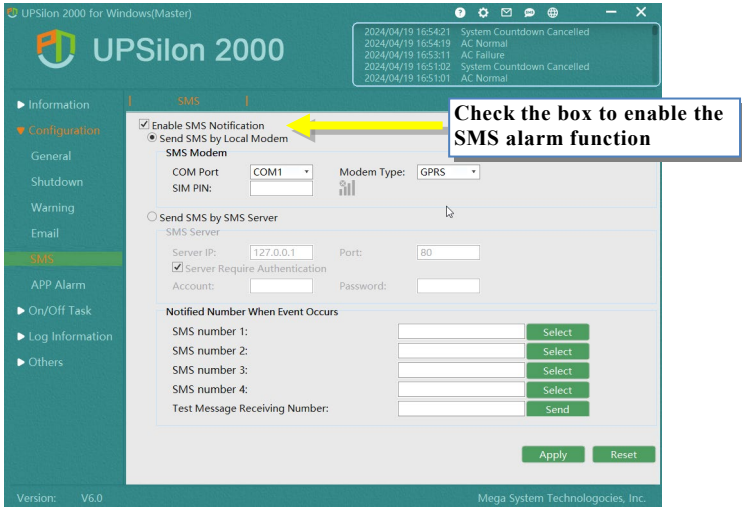 UPSilon 2000 for Windows(Master)
UPSilon 2000
2024/04/19 16:54:21 System Countdown Cancelled
2024/04/19 16:54:19 AC Normal
2024/04/19 16:53:11 AC Failure
2024/04/19 16:51:02 System Countdown Cancelled
2024/04/19 16:51:01 AC Normal
Information
Configuration
General
Shutdown
Warning
Email
SMS
APP Alarm
On/Off Task
Log Information
Others
SMS
Check the box to enable the
SMS alarm function
Enable SMS Notification
Send SMS by Local Modem
SMS Modem
COM Port COM1 Modem Type: GPRS
SIM PIN:
Send SMS by SMS Server
SMS Server
Server IP: 127.0.0.1 Port: 80
Server Require Authentication
Account: Password:
Notified Number When Event Occurs
SMS number 1: Select
SMS number 2: Select
SMS number 3: Select
SMS number 4: Select
Test Message Receiving Number: Send
Apply Reset
Version: V6.0 Mega System Technologocies, Inc.